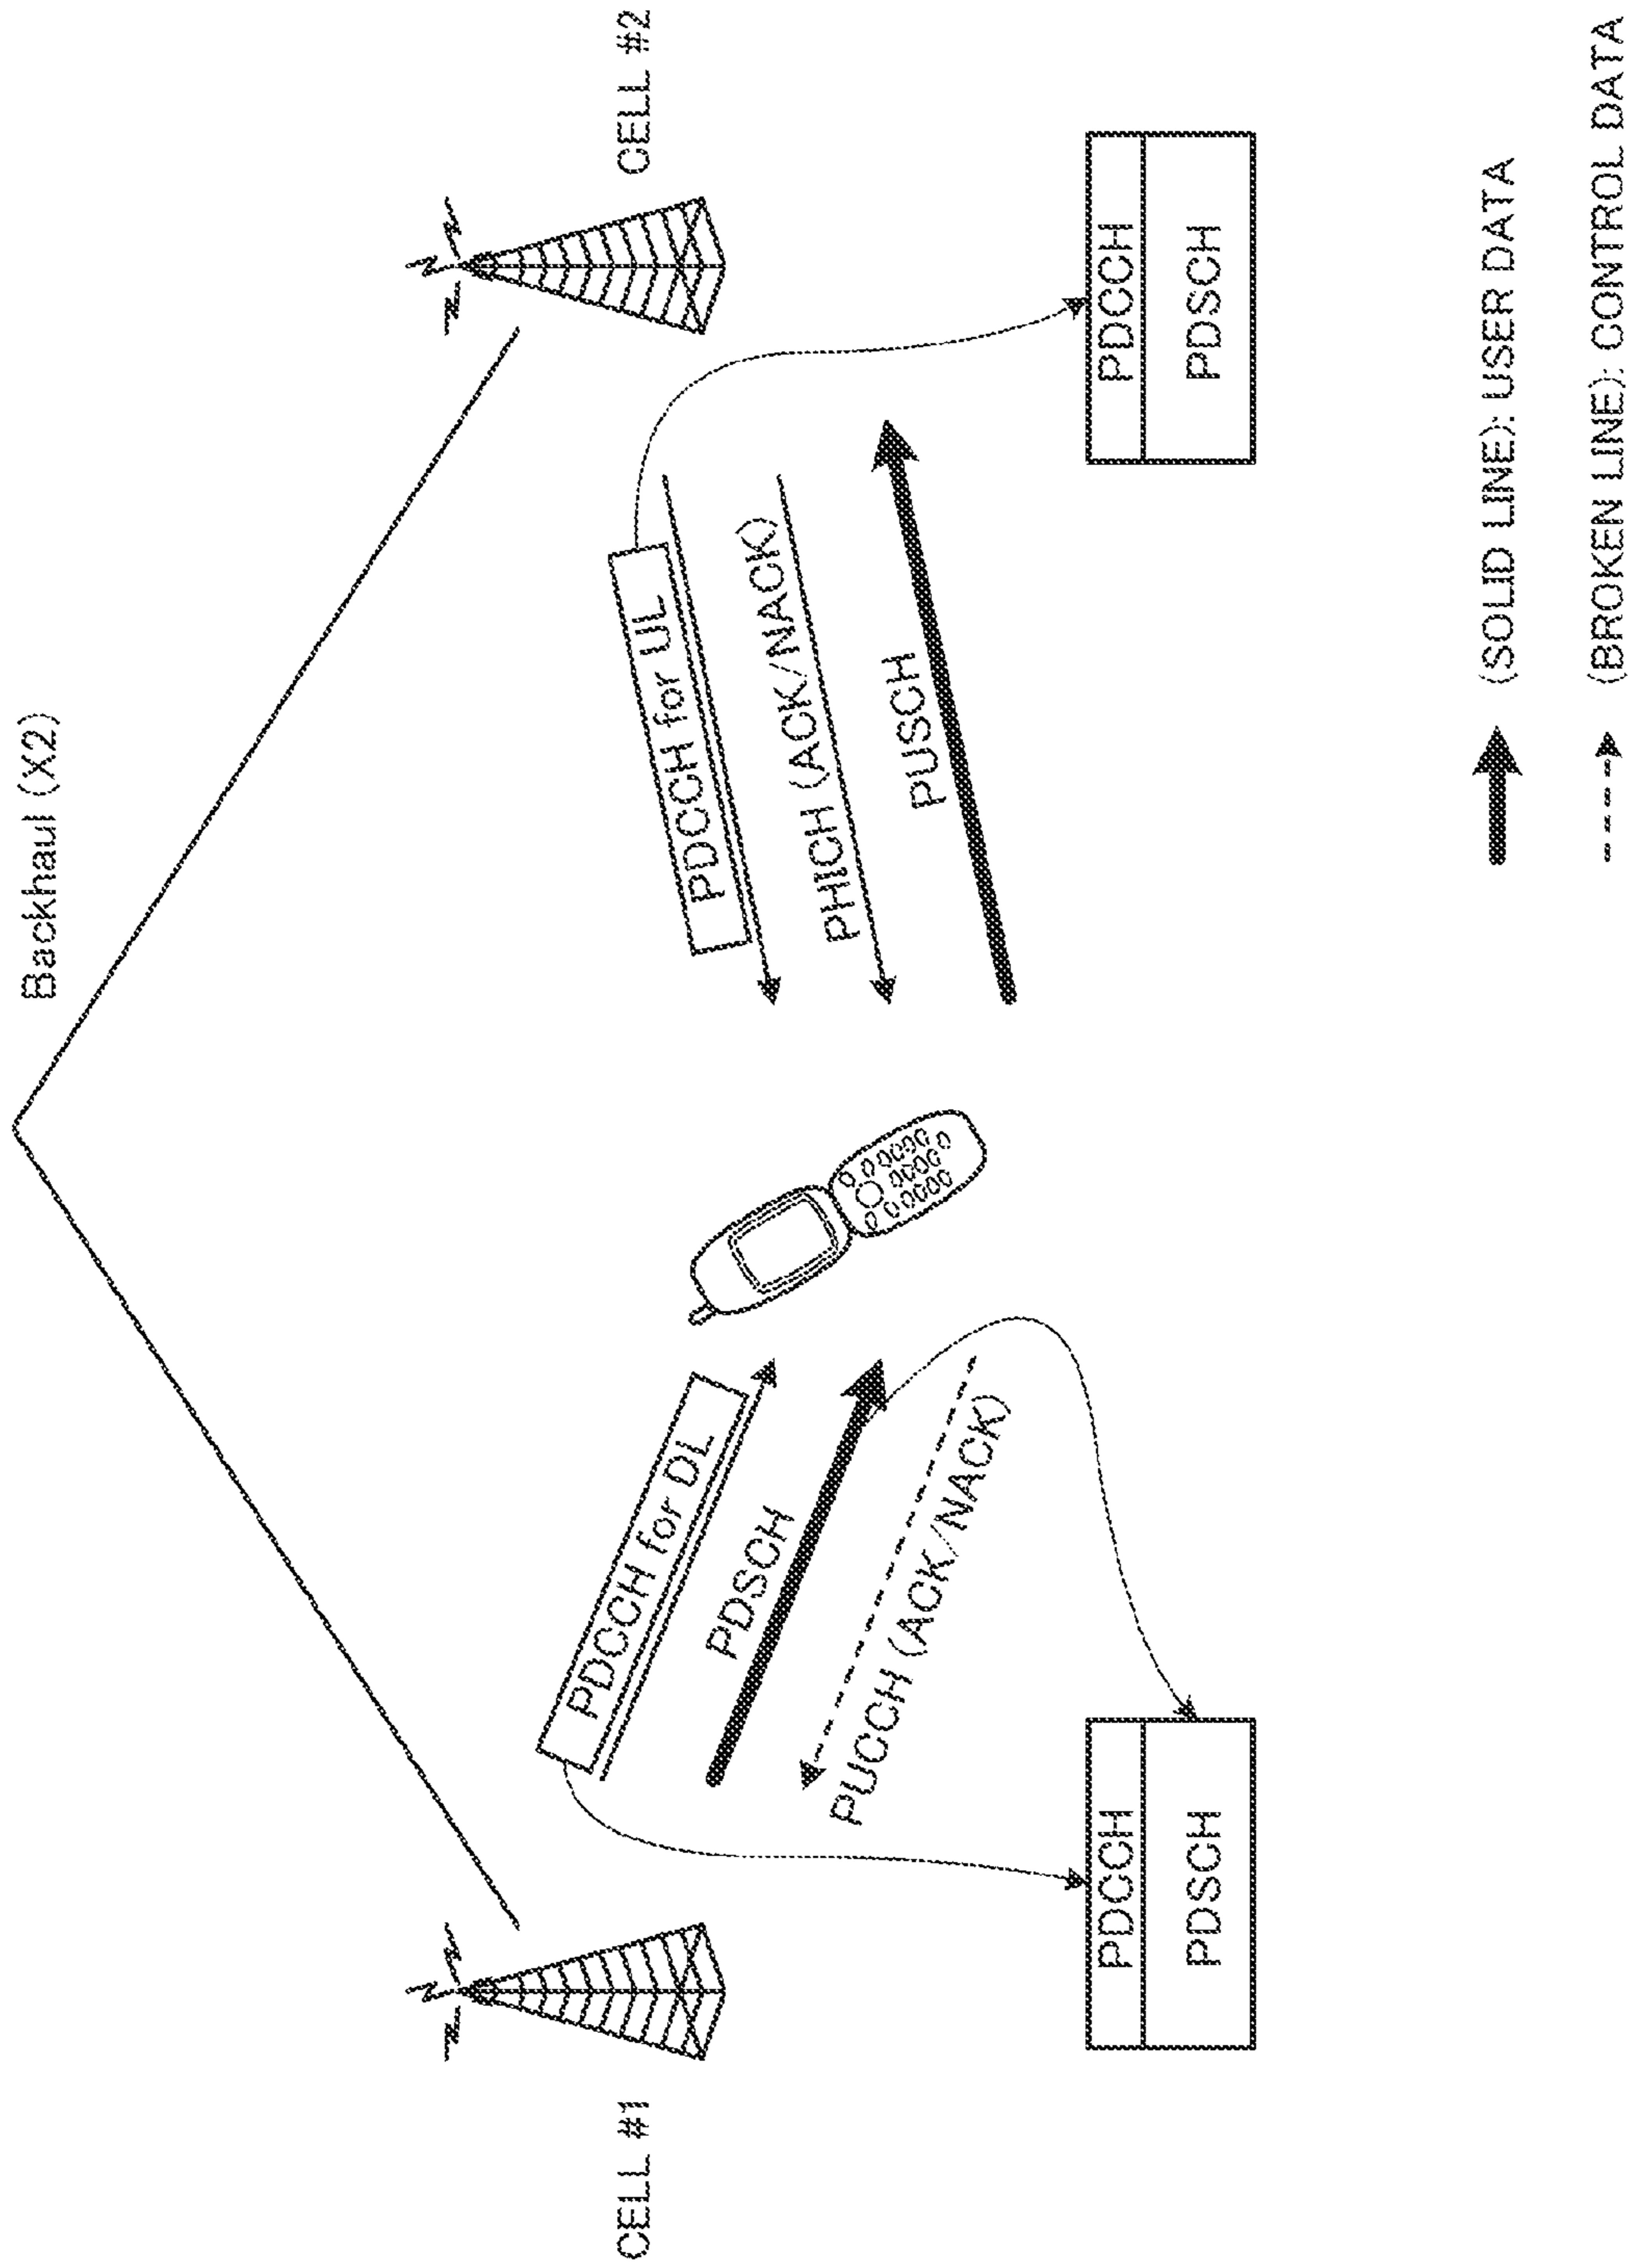 Backhaul (X2)
CELL #1
CELL #2
PDCCH for DL
PDSCH
PUCCH (ACK/NACK)
PDCCH for UL
PHICH (ACK/NACK)
PUSCH
PDCCH
PDSCH
PDCCH
PDSCH
(SOLID LINE): USER DATA
(BROKEN LINE): CONTROL DATA